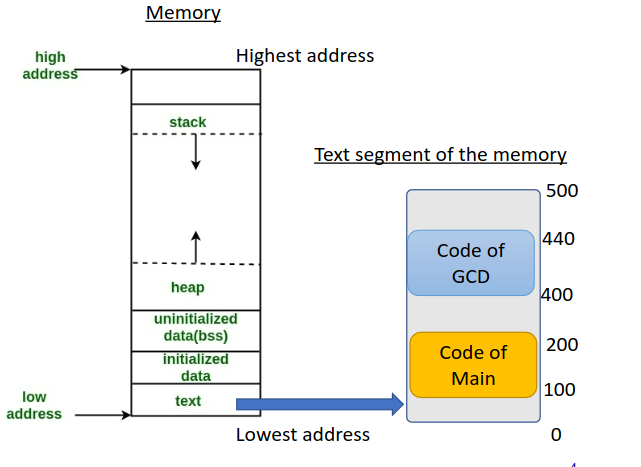 Memory
high
address
Highest address
stack
heap
uninitialized
data(bss)
initialized
data
text
low
address
Lowest address
Text segment of the memory
500
440
Code of
GCD
400
200
Code of
Main
100
0